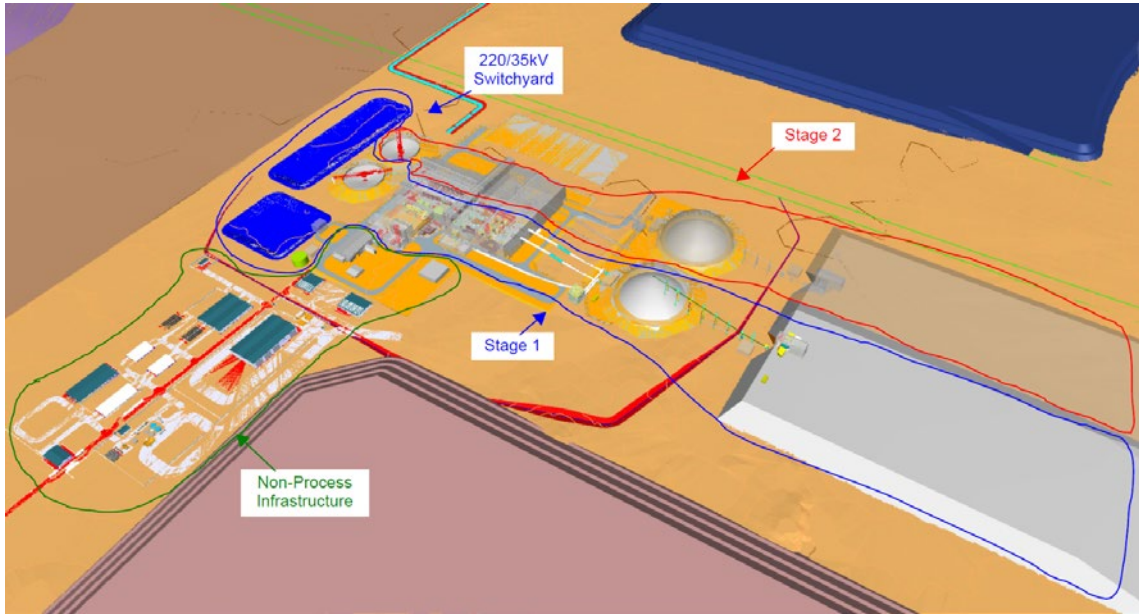 220/35kV
Switchyard
Stage 2
Stage 1
Non-Process
Infrastructure